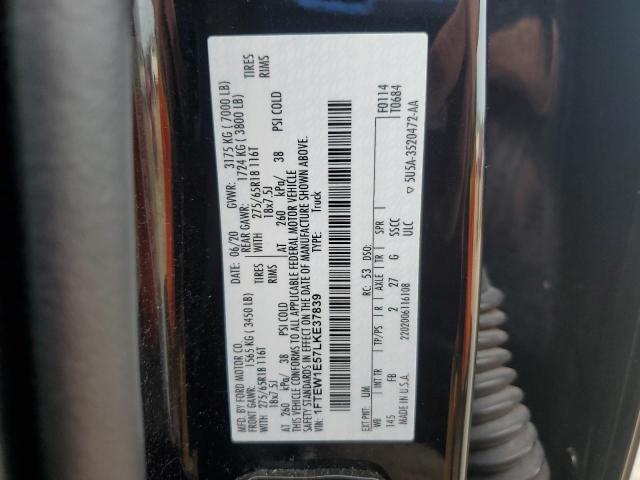 MFD. BY FORD MOTOR CO.
DATE: 06/20 GVWR: 3175 KG ( 7000 LB)
FRONT GAWR: 1565 KG ( 3450 LB) REAR GAWR: 1724 KG ( 3800 LB)
WITH 275/65R18 116T TIRES WITH 275/65R18 116T TIRES
18x7.5J RIMS 18x7.5J RIMS
AT 260 kPa/ 38 PSI COLD AT 260 kPa/ 38 PSI COLD
THIS VEHICLE CONFORMS TO ALL APPLICABLE FEDERAL MOTOR VEHICLE
SAFETY STANDARDS IN EFFECT ON THE DATE OF MANUFACTURE SHOWN ABOVE.
VIN: 1FTEW1E57LKE37839 TYPE: Truck
F0114
T0684
EXT PNT: UM RC: 53 DSO:
WB INT TR TP/PS R AXLE TR SPR
145 FB 2 27 G SSCC
ULC
MADE IN U.S.A. 2202006116108
▽ 5U5A-3520472-AA